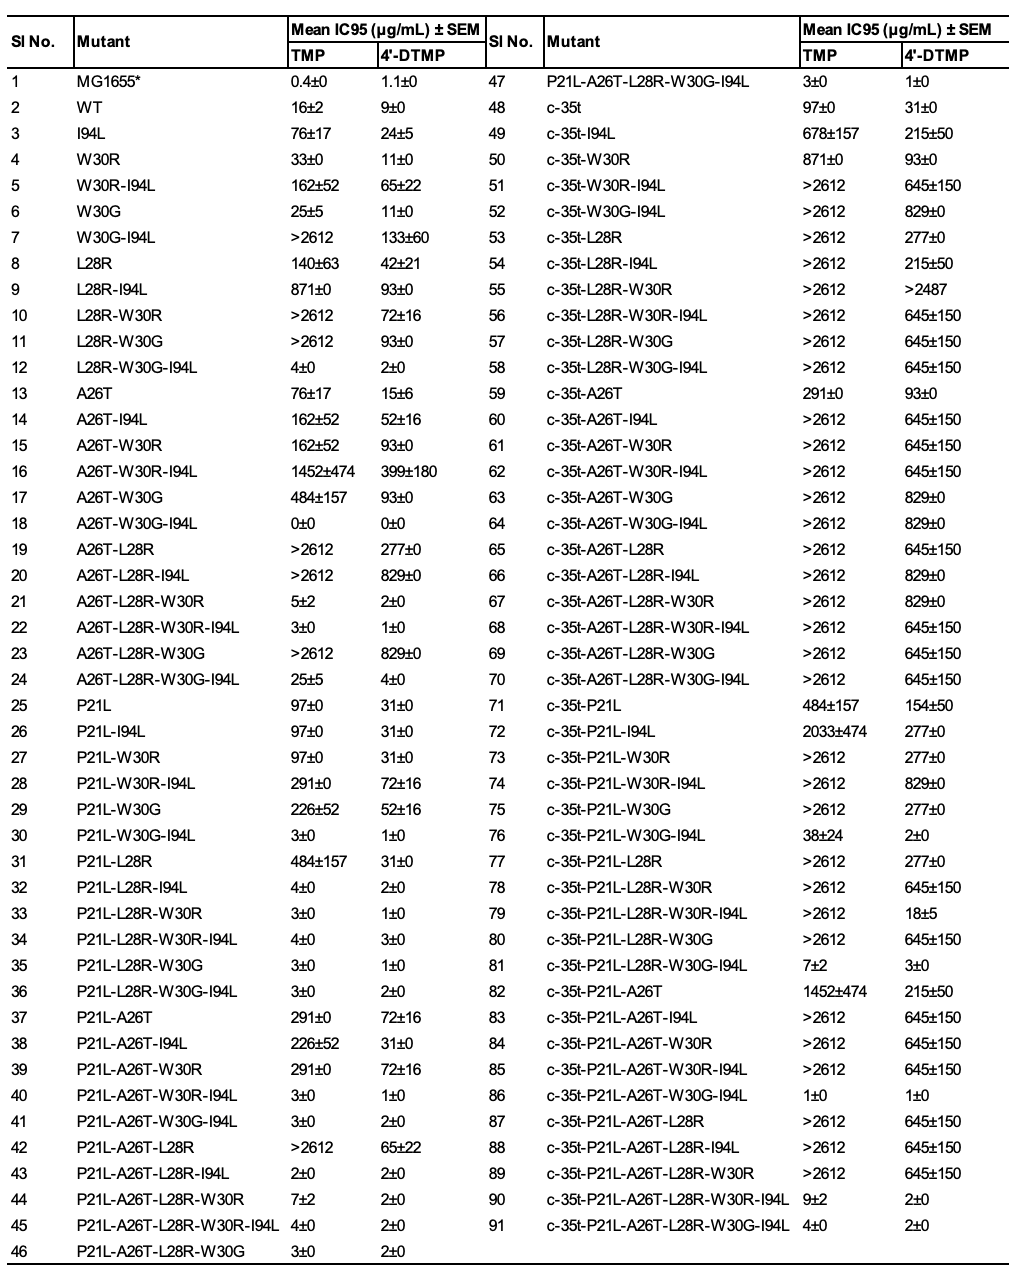 Sl No. Mutant Mean IC95 (µg/mL) ± SEM Sl No. Mutant Mean IC95 (µg/mL) ± SEM
TMP 4'-DTMP TMP 4'-DTMP
1 MG1655* 0.4±0 1.1±0 47 P21L-A26T-L28R-W30G-I94L 3±0 1±0
2 WT 16±2 9±0 48 c-35t 97±0 31±0
3 I94L 76±17 24±5 49 c-35t-I94L 678±157 215±50
4 W30R 33±0 11±0 50 c-35t-W30R 871±0 93±0
5 W30R-I94L 162±52 65±22 51 c-35t-W30R-I94L >2612 645±150
6 W30G 25±5 11±0 52 c-35t-W30G-I94L >2612 829±0
7 W30G-I94L >2612 133±60 53 c-35t-L28R >2612 277±0
8 L28R 140±63 42±21 54 c-35t-L28R-I94L >2612 215±50
9 L28R-I94L 871±0 93±0 55 c-35t-L28R-W30R >2612 >2487
10 L28R-W30R >2612 72±16 56 c-35t-L28R-W30R-I94L >2612 645±150
11 L28R-W30G >2612 93±0 57 c-35t-L28R-W30G >2612 645±150
12 L28R-W30G-I94L 4±0 2±0 58 c-35t-L28R-W30G-I94L >2612 645±150
13 A26T 76±17 15±6 59 c-35t-A26T 291±0 93±0
14 A26T-I94L 162±52 52±16 60 c-35t-A26T-I94L >2612 645±150
15 A26T-W30R 162±52 93±0 61 c-35t-A26T-W30R >2612 645±150
16 A26T-W30R-I94L 1452±474 399±180 62 c-35t-A26T-W30R-I94L >2612 645±150
17 A26T-W30G 484±157 93±0 63 c-35t-A26T-W30G >2612 829±0
18 A26T-W30G-I94L 0±0 0±0 64 c-35t-A26T-W30G-I94L >2612 829±0
19 A26T-L28R >2612 277±0 65 c-35t-A26T-L28R >2612 645±150
20 A26T-L28R-I94L >2612 829±0 66 c-35t-A26T-L28R-I94L >2612 829±0
21 A26T-L28R-W30R 5±2 2±0 67 c-35t-A26T-L28R-W30R >2612 829±0
22 A26T-L28R-W30R-I94L 3±0 1±0 68 c-35t-A26T-L28R-W30R-I94L >2612 645±150
23 A26T-L28R-W30G >2612 829±0 69 c-35t-A26T-L28R-W30G >2612 645±150
24 A26T-L28R-W30G-I94L 25±5 4±0 70 c-35t-A26T-L28R-W30G-I94L >2612 645±150
25 P21L 97±0 31±0 71 c-35t-P21L 484±157 154±50
26 P21L-I94L 97±0 31±0 72 c-35t-P21L-I94L 2033±474 277±0
27 P21L-W30R 97±0 31±0 73 c-35t-P21L-W30R >2612 277±0
28 P21L-W30R-I94L 291±0 72±16 74 c-35t-P21L-W30R-I94L >2612 829±0
29 P21L-W30G 226±52 52±16 75 c-35t-P21L-W30G >2612 277±0
30 P21L-W30G-I94L 3±0 1±0 76 c-35t-P21L-W30G-I94L 38±24 2±0
31 P21L-L28R 484±157 31±0 77 c-35t-P21L-L28R >2612 277±0
32 P21L-L28R-I94L 4±0 2±0 78 c-35t-P21L-L28R-W30R >2612 645±150
33 P21L-L28R-W30R 3±0 1±0 79 c-35t-P21L-L28R-W30R-I94L >2612 18±5
34 P21L-L28R-W30R-I94L 4±0 3±0 80 c-35t-P21L-L28R-W30G >2612 645±150
35 P21L-L28R-W30G 3±0 1±0 81 c-35t-P21L-L28R-W30G-I94L 7±2 3±0
36 P21L-L28R-W30G-I94L 3±0 2±0 82 c-35t-P21L-A26T 1452±474 215±50
37 P21L-A26T 291±0 72±16 83 c-35t-P21L-A26T-I94L >2612 645±150
38 P21L-A26T-I94L 226±52 31±0 84 c-35t-P21L-A26T-W30R >2612 645±150
39 P21L-A26T-W30R 291±0 72±16 85 c-35t-P21L-A26T-W30R-I94L >2612 645±150
40 P21L-A26T-W30R-I94L 3±0 1±0 86 c-35t-P21L-A26T-W30G-I94L 1±0 1±0
41 P21L-A26T-W30G-I94L 3±0 2±0 87 c-35t-P21L-A26T-L28R >2612 645±150
42 P21L-A26T-L28R >2612 65±22 88 c-35t-P21L-A26T-L28R-I94L >2612 645±150
43 P21L-A26T-L28R-I94L 2±0 2±0 89 c-35t-P21L-A26T-L28R-W30R >2612 645±150
44 P21L-A26T-L28R-W30R 7±2 2±0 90 c-35t-P21L-A26T-L28R-W30R-I94L 9±2 2±0
45 P21L-A26T-L28R-W30R-I94L 4±0 2±0 91 c-35t-P21L-A26T-L28R-W30G-I94L 4±0 2±0
46 P21L-A26T-L28R-W30G 3±0 2±0